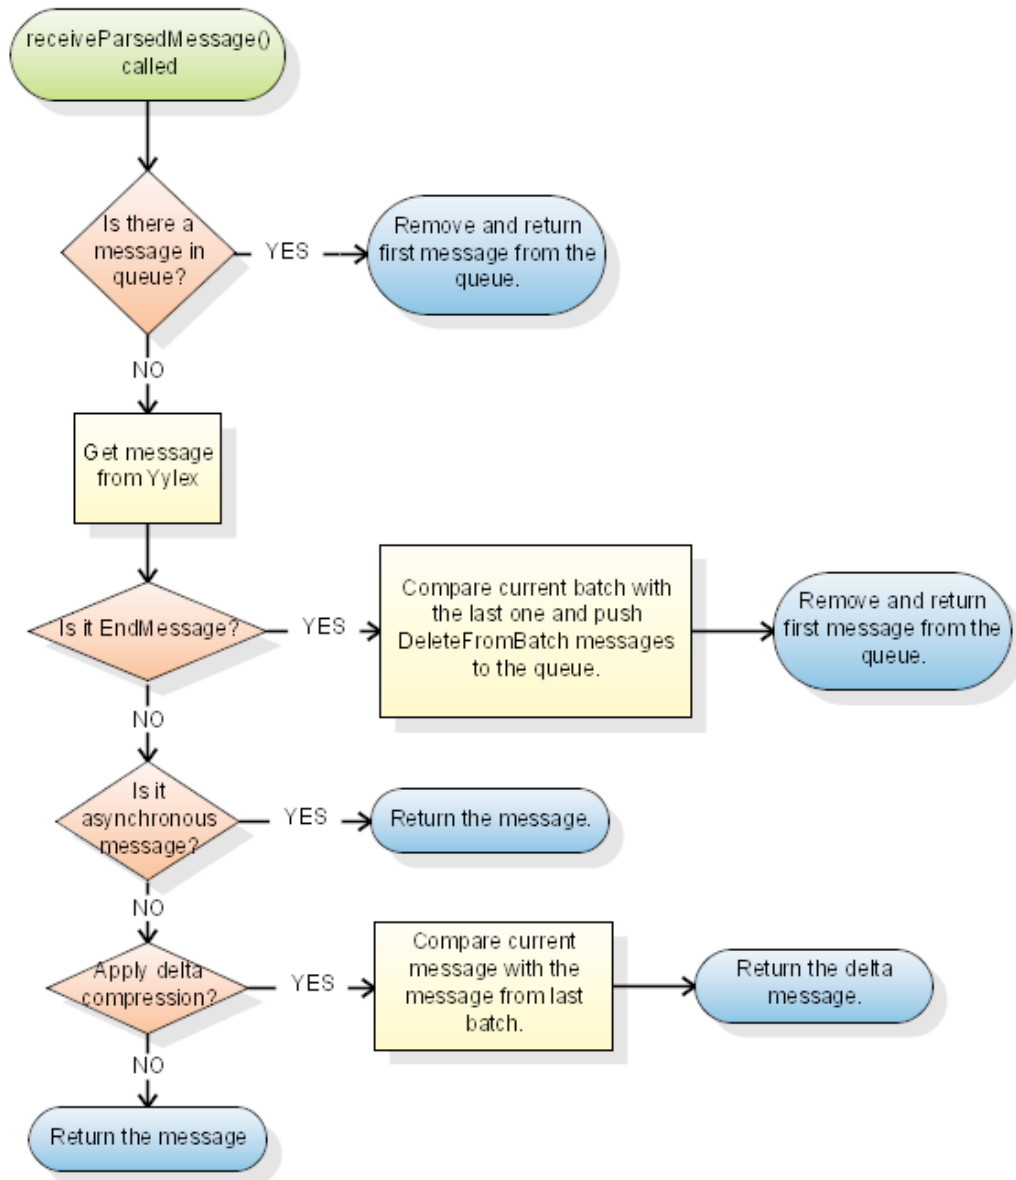 receiveParsedMessage()
called
Is there a
message in
queue?
YES
Remove and return
first message from the
queue.
NO
Get message
from Yylex
Is it EndMessage?
YES
Compare current batch with
the last one and push
DeleteFromBatch messages
to the queue.
Remove and return
first message from the
queue.
NO
Is it
asynchronous
message?
YES
Return the message.
NO
Apply delta
compression?
YES
Compare current
message with the
message from last
batch.
Return the delta
message.
NO
Return the message